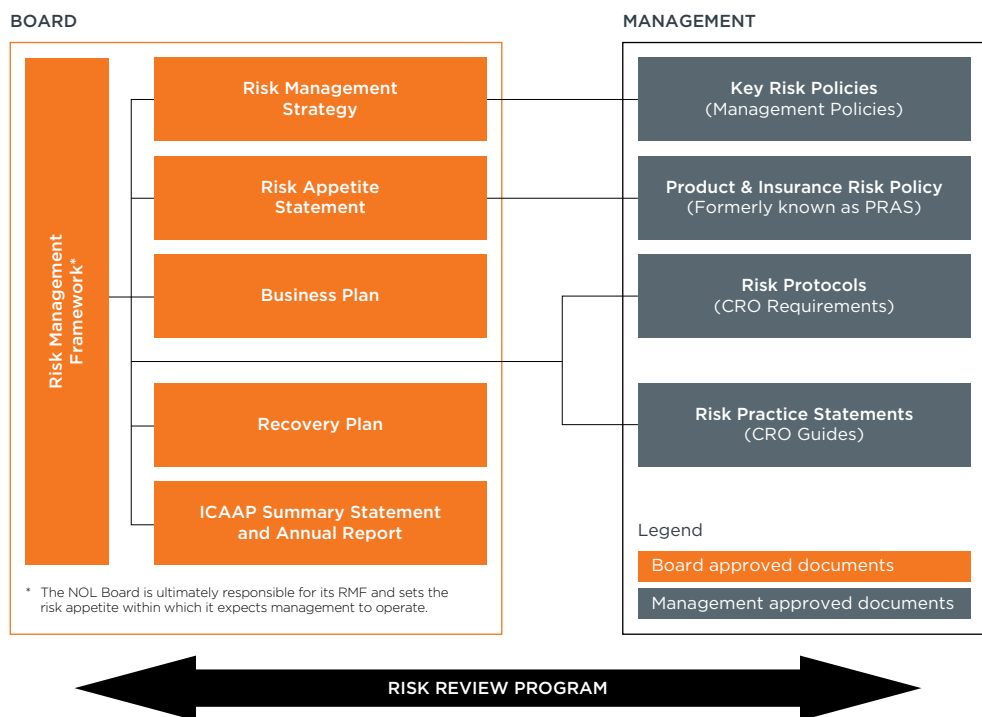 BOARD
Risk Management
Framework*
Risk Management
Strategy
Risk Appetite
Statement
Business Plan
Recovery Plan
ICAAP Summary Statement
and Annual Report
* The NOL Board is ultimately responsible for its RMF and sets the
risk appetite within which it expects management to operate.
MANAGEMENT
Key Risk Policies
(Management Policies)
Product & Insurance Risk Policy
(Formerly known as PRAS)
Risk Protocols
(CRO Requirements)
Risk Practice Statements
(CRO Guides)
Legend
Board approved documents
Management approved documents
RISK REVIEW PROGRAM